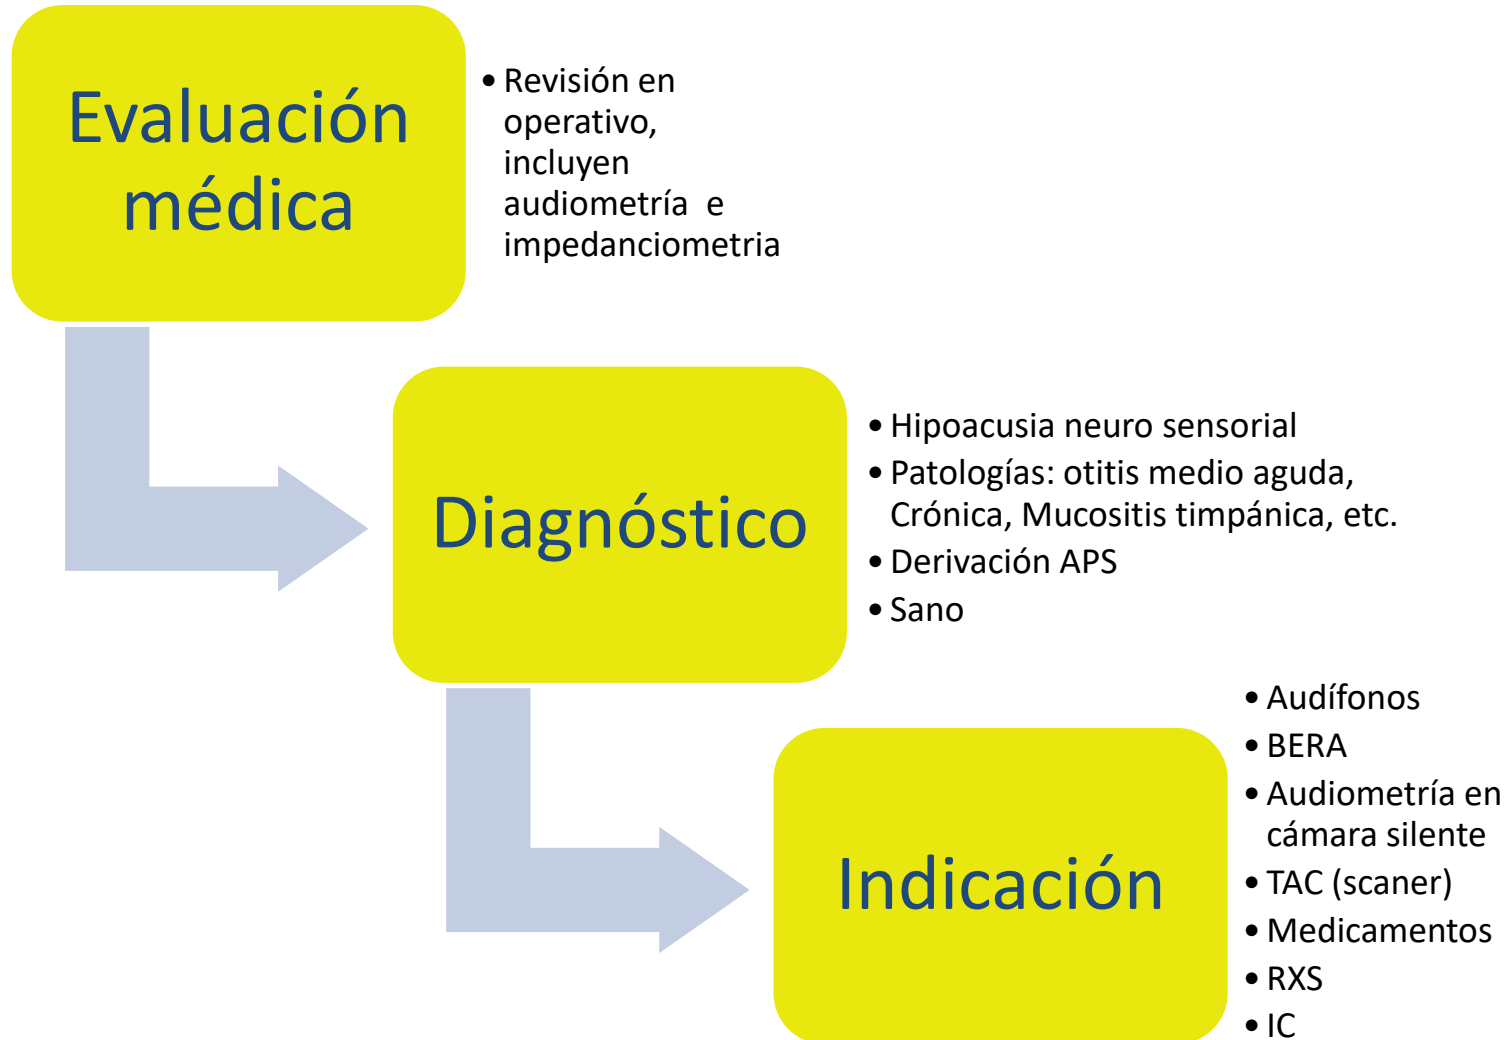 Evaluación
médica
• Revisión en
operativo,
incluyen
audiometría e
impedanciometria
Diagnóstico
• Hipoacusia neuro sensorial
• Patologías: otitis medio aguda,
Crónica, Mucositis timpánica, etc.
• Derivación APS
• Sano
Indicación
• Audífonos
• BERA
• Audiometría en
cámara silente
• TAC (scaner)
• Medicamentos
• RXS
• IC